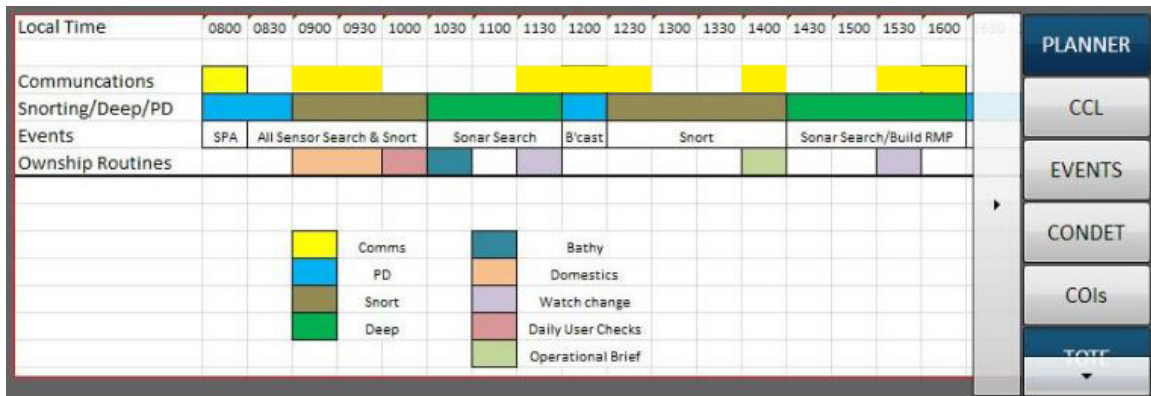 Local Time 0800 0830 0900 0930 1000 1030 1100 1130 1200 1230 1300 1330 1400 1430 1500 1530 1600 1630
Communcations
Snorting/Deep/PD
Events SPA All Sensor Search & Snort Sonar Search B'cast Snort Sonar Search/Build RMP
Ownship Routines
Comms Bathy
PD Domestics
Snort Watch change
Deep Daily User Checks
Operational Brief
PLANNER
CCL
EVENTS
CONDET
COIs
TOTE